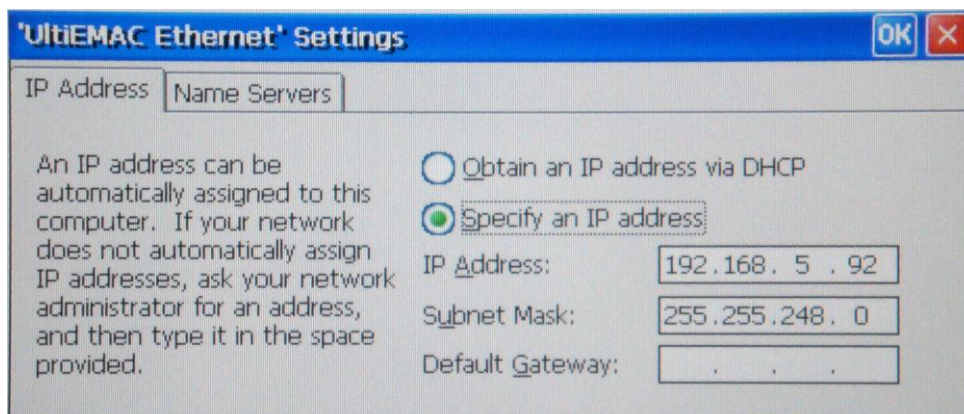 'UltiEMAC Ethernet' Settings OK ×
IP Address Name Servers
An IP address can be
automatically assigned to this
computer. If your network
does not automatically assign
IP addresses, ask your network
administrator for an address,
and then type it in the space
provided.
Obtain an IP address via DHCP
Specify an IP address
IP Address: 192.168. 5 .92
Subnet Mask: 255.255.248. 0
Default Gateway: . . .